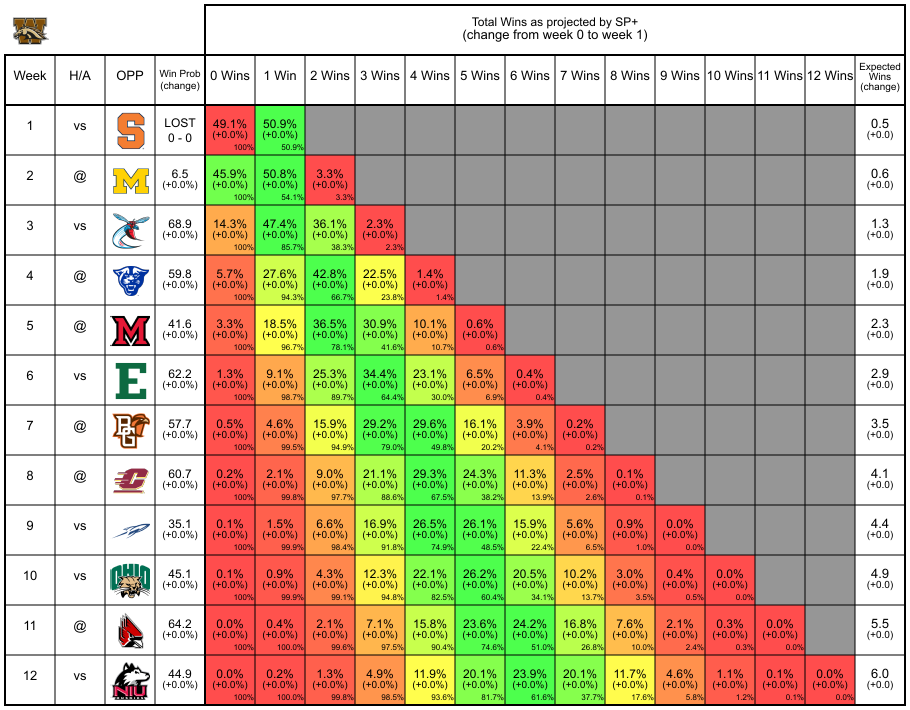 Total Wins as projected by SP+
(change from week 0 to week 1)
Week H/A OPP Win Prob (change) 0 Wins 1 Win 2 Wins 3 Wins 4 Wins 5 Wins 6 Wins 7 Wins 8 Wins 9 Wins 10 Wins 11 Wins 12 Wins Expected Wins (change)
1 vs S LOST 49.1% 50.9% 0.5
0 - 0 (+0.0%) (+0.0%) (+0.0)
100% 50.9%
2 @ M 6.5 45.9% 50.8% 3.3% 0.6
(+0.0%) (+0.0%) (+0.0%) (+0.0%) (+0.0)
100% 54.1% 3.3%
3 vs 68.9 14.3% 47.4% 36.1% 2.3% 1.3
(+0.0%) (+0.0%) (+0.0%) (+0.0%) (+0.0%) (+0.0)
100% 85.7% 38.3% 2.3%
4 @ 59.8 5.7% 27.6% 42.8% 22.5% 1.4% 1.9
(+0.0%) (+0.0%) (+0.0%) (+0.0%) (+0.0%) (+0.0%) (+0.0)
100% 94.3% 66.7% 23.8% 1.4%
5 @ M 41.6 3.3% 18.5% 36.5% 30.9% 10.1% 0.6% 2.3
(+0.0%) (+0.0%) (+0.0%) (+0.0%) (+0.0%) (+0.0%) (+0.0%) (+0.0)
100% 96.7% 78.1% 41.6% 10.7% 0.6%
6 vs E 62.2 1.3% 9.1% 25.3% 34.4% 23.1% 6.5% 0.4% 2.9
(+0.0%) (+0.0%) (+0.0%) (+0.0%) (+0.0%) (+0.0%) (+0.0%) (+0.0%) (+0.0)
100% 98.7% 89.7% 64.4% 30.0% 6.9% 0.4%
7 @ BG 57.7 0.5% 4.6% 15.9% 29.2% 29.6% 16.1% 3.9% 0.2% 3.5
(+0.0%) (+0.0%) (+0.0%) (+0.0%) (+0.0%) (+0.0%) (+0.0%) (+0.0%) (+0.0%) (+0.0)
100% 99.5% 94.9% 79.0% 49.8% 20.2% 4.1% 0.2%
8 @ C 60.7 0.2% 2.1% 9.0% 21.1% 29.3% 24.3% 11.3% 2.5% 0.1% 4.1
(+0.0%) (+0.0%) (+0.0%) (+0.0%) (+0.0%) (+0.0%) (+0.0%) (+0.0%) (+0.0%) (+0.0%) (+0.0)
100% 99.8% 97.7% 88.6% 67.5% 38.2% 13.9% 2.6% 0.1%
9 vs 35.1 0.1% 1.5% 6.6% 16.9% 26.5% 26.1% 15.9% 5.6% 0.9% 0.0% 4.4
(+0.0%) (+0.0%) (+0.0%) (+0.0%) (+0.0%) (+0.0%) (+0.0%) (+0.0%) (+0.0%) (+0.0%) (+0.0%) (+0.0)
100% 99.9% 98.4% 91.8% 74.9% 48.5% 22.4% 6.5% 1.0% 0.0%
10 vs OHIO 45.1 0.1% 0.9% 4.3% 12.3% 22.1% 26.2% 20.5% 10.2% 3.0% 0.4% 0.0% 4.9
(+0.0%) (+0.0%) (+0.0%) (+0.0%) (+0.0%) (+0.0%) (+0.0%) (+0.0%) (+0.0%) (+0.0%) (+0.0%) (+0.0%) (+0.0)
100% 99.9% 99.1% 94.8% 82.5% 60.4% 34.1% 13.7% 3.5% 0.5% 0.0%
11 @ 64.2 0.0% 0.4% 2.1% 7.1% 15.8% 23.6% 24.2% 16.8% 7.6% 2.1% 0.3% 0.0% 5.5
(+0.0%) (+0.0%) (+0.0%) (+0.0%) (+0.0%) (+0.0%) (+0.0%) (+0.0%) (+0.0%) (+0.0%) (+0.0%) (+0.0%) (+0.0%) (+0.0)
100% 100.0% 99.6% 97.5% 90.4% 74.6% 51.0% 26.8% 10.0% 2.4% 0.3% 0.0%
12 vs NIU 44.9 0.0% 0.2% 1.3% 4.9% 11.9% 20.1% 23.9% 20.1% 11.7% 4.6% 1.1% 0.1% 0.0% 6.0
(+0.0%) (+0.0%) (+0.0%) (+0.0%) (+0.0%) (+0.0%) (+0.0%) (+0.0%) (+0.0%) (+0.0%) (+0.0%) (+0.0%) (+0.0%) (+0.0%) (+0.0)
100% 100.0% 99.8% 98.5% 93.6% 81.7% 61.6% 37.7% 17.6% 5.8% 1.2% 0.1% 0.0%